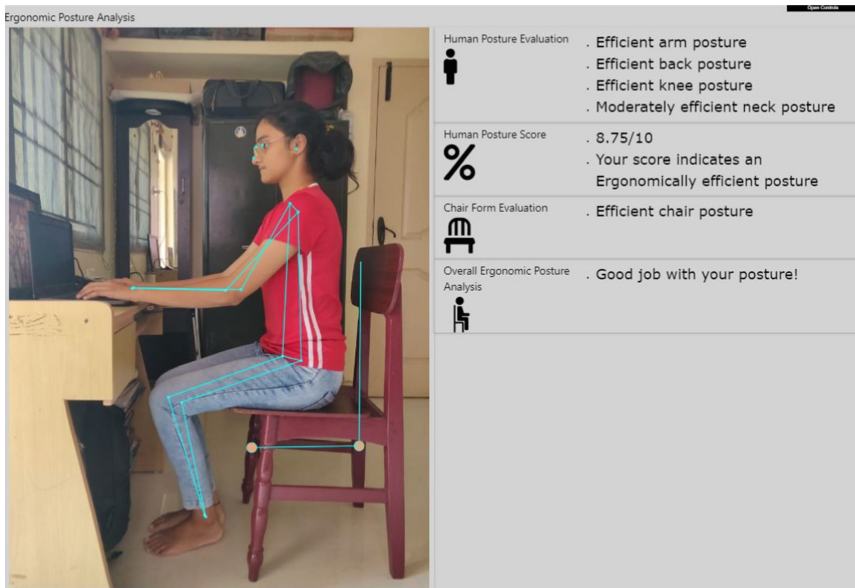 Open Controls
Ergonomic Posture Analysis
Human Posture Evaluation
. Efficient arm posture
. Efficient back posture
. Efficient knee posture
. Moderately efficient neck posture
Human Posture Score
%
. 8.75/10
. Your score indicates an
Ergonomically efficient posture
Chair Form Evaluation
. Efficient chair posture
Overall Ergonomic Posture
Analysis
. Good job with your posture!